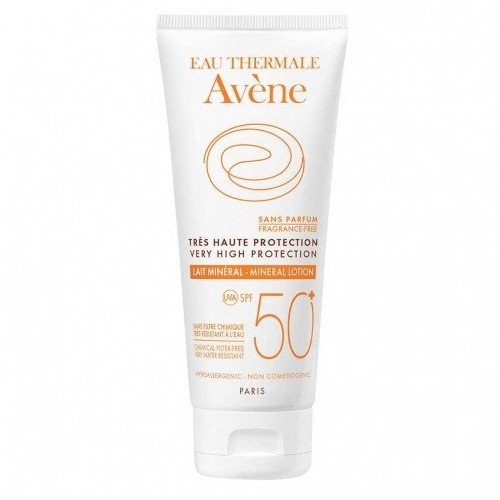 EAU THERMALE
Avène
SANS PARFUM
FRAGRANCE-FREE
TRÈS HAUTE PROTECTION
VERY HIGH PROTECTION
LAIT MINÉRAL - MINERAL LOTION
UVA SPF 50+
SANS FILTRE CHIMIQUE
TRÈS RÉSISTANT À L'EAU
CHEMICAL FILTER-FREE
VERY WATER RESISTANT
HYPOALLERGENIC - NON COMEDOGENIC
PARIS